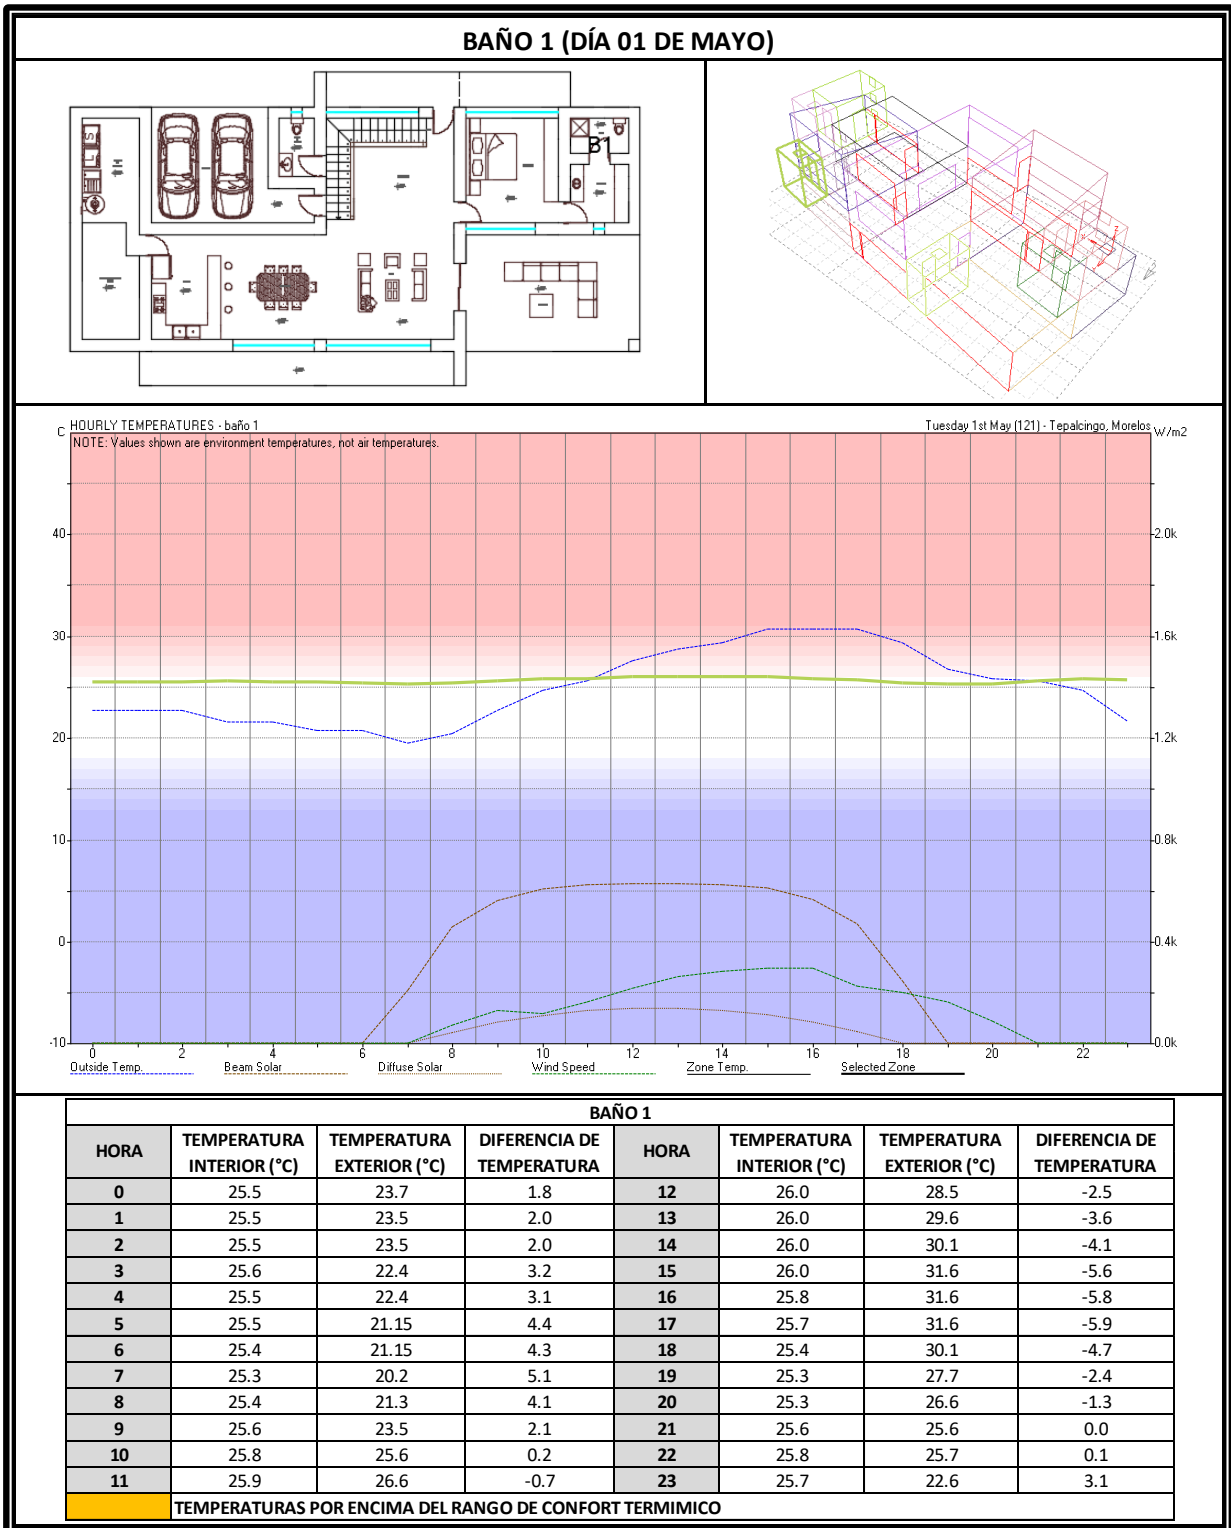 BAÑO 1 (DÍA 01 DE MAYO)
B1
HOURLY TEMPERATURES - baño 1
Tuesday 1st May (121) - Tepalcingo, Morelos
C
W/m2
NOTE: Values shown are environment temperatures, not air temperatures.
40 2.0k
30 1.6k
20 1.2k
10 0.8k
0 0.4k
-10 0.0k
0 2 4 6 8 10 12 14 16 18 20 22
Outside Temp. Beam Solar Diffuse Solar Wind Speed Zone Temp. Selected Zone
BAÑO 1
HORA TEMPERATURA INTERIOR (°C) TEMPERATURA EXTERIOR (°C) DIFERENCIA DE TEMPERATURA HORA TEMPERATURA INTERIOR (°C) TEMPERATURA EXTERIOR (°C) DIFERENCIA DE TEMPERATURA
0 25.5 23.7 1.8 12 26.0 28.5 -2.5
1 25.5 23.5 2.0 13 26.0 29.6 -3.6
2 25.5 23.5 2.0 14 26.0 30.1 -4.1
3 25.6 22.4 3.2 15 26.0 31.6 -5.6
4 25.5 22.4 3.1 16 25.8 31.6 -5.8
5 25.5 21.15 4.4 17 25.7 31.6 -5.9
6 25.4 21.15 4.3 18 25.4 30.1 -4.7
7 25.3 20.2 5.1 19 25.3 27.7 -2.4
8 25.4 21.3 4.1 20 25.3 26.6 -1.3
9 25.6 23.5 2.1 21 25.6 25.6 0.0
10 25.8 25.6 0.2 22 25.8 25.7 0.1
11 25.9 26.6 -0.7 23 25.7 22.6 3.1
TEMPERATURAS POR ENCIMA DEL RANGO DE CONFORT TERMIMICO